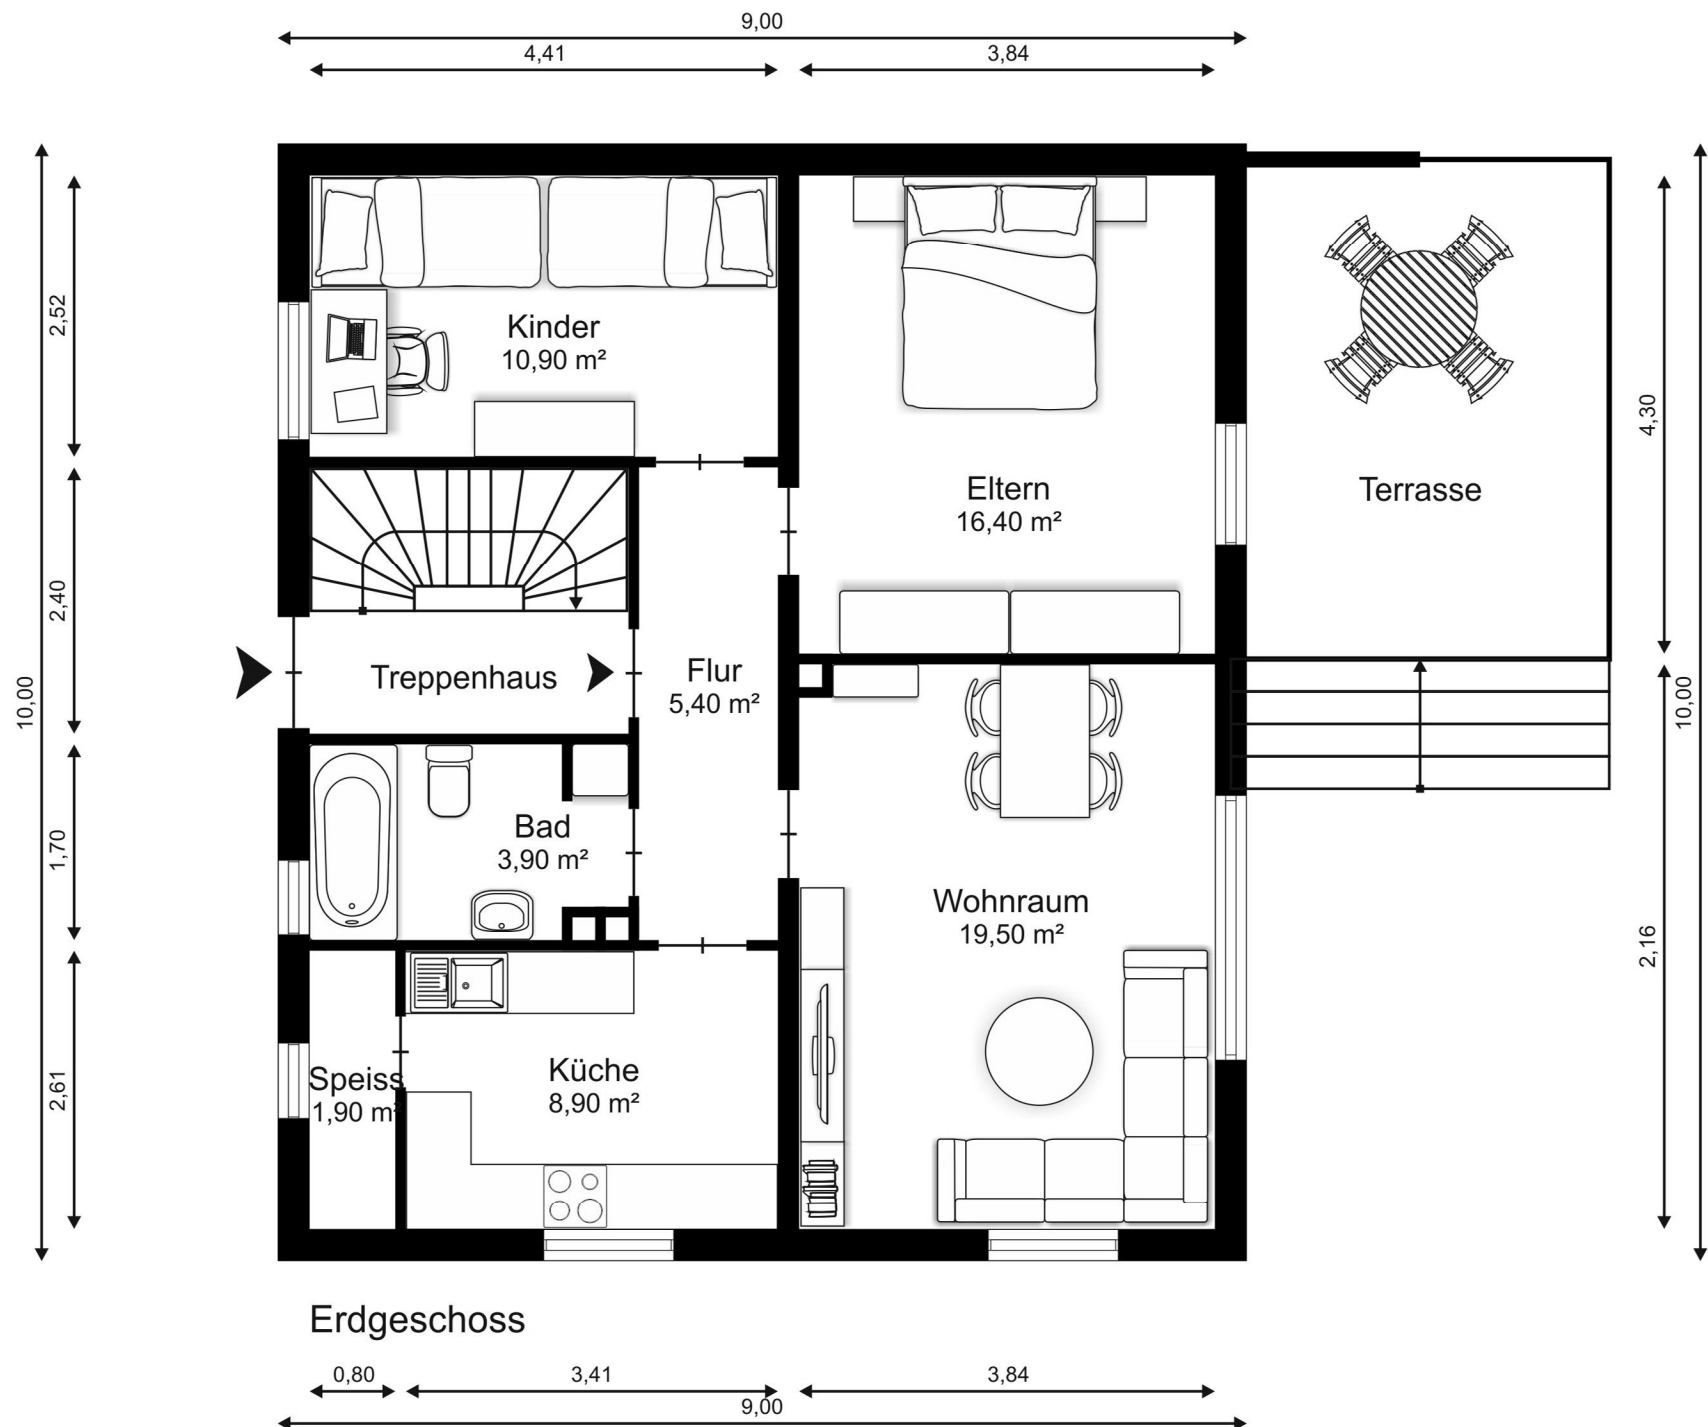 9,00
4,41
3,84
Kinder
10,90 m²
2,52
4,30
Eltern
16,40 m²
Terrasse
2,40
Treppenhaus
Flur
5,40 m²
10,00
10,00
Bad
3,90 m²
1,70
Wohnraum
19,50 m²
2,16
Speiss
1,90 m²
Küche
8,90 m²
2,61
Erdgeschoss
0,80
3,41
3,84
9,00